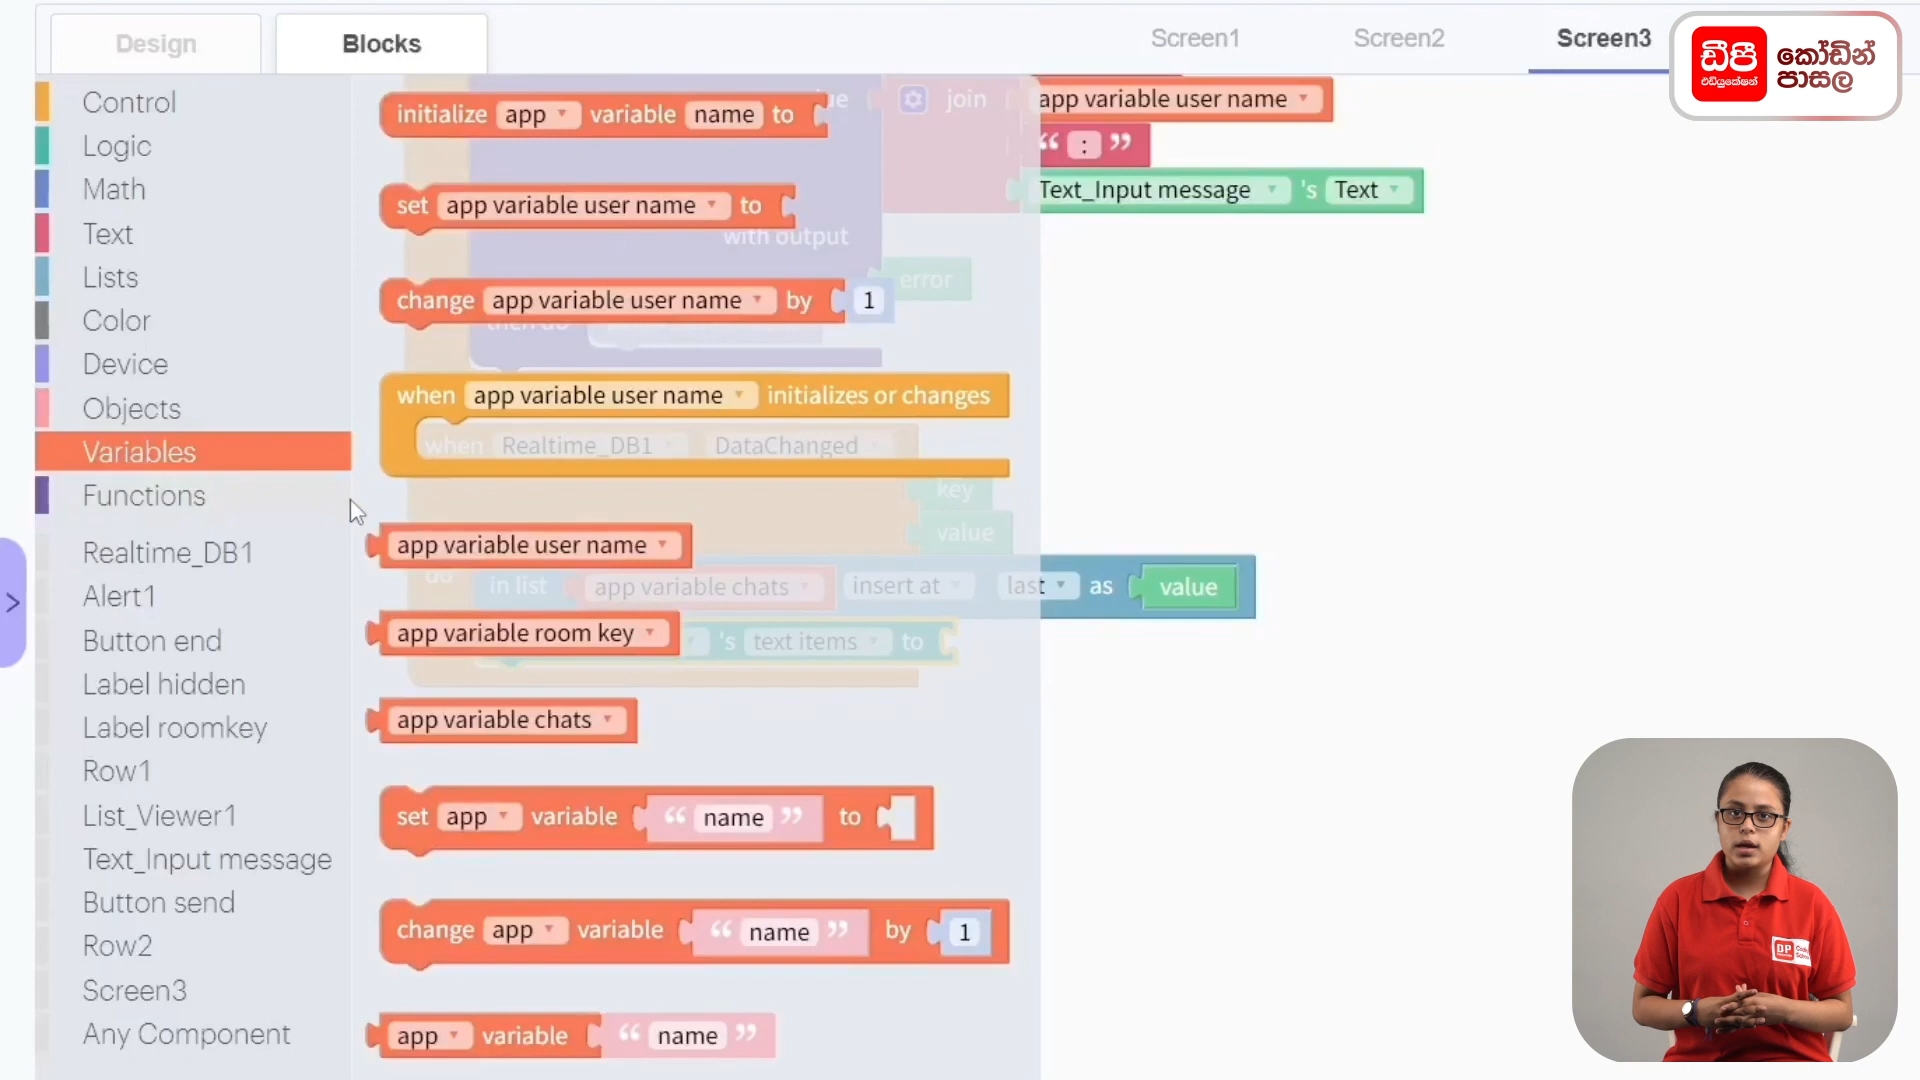 Design
Blocks
Screen1
Screen2
Screen3
ඩීපී
එඩියුකේෂන්
කෝඩින්
පාසල
Control
Logic
Math
Text
Lists
Color
Device
Objects
Variables
Functions
Realtime_DB1
Alert1
Button end
Label hidden
Label roomkey
Row1
List_Viewer1
Text_Input message
Button send
Row2
Screen3
Any Component
initialize app variable name to
join
app variable user name
“ : ”
Text_Input message 's Text
set app variable user name to
with output
error
change app variable user name by 1
then do
when app variable user name initializes or changes
when Realtime_DB1 DataChanged
key
value
app variable user name
do in list app variable chats insert at last as value
app variable room key
's text items to
app variable chats
set app variable “ name ” to
change app variable “ name ” by 1
app variable “ name ”
DP